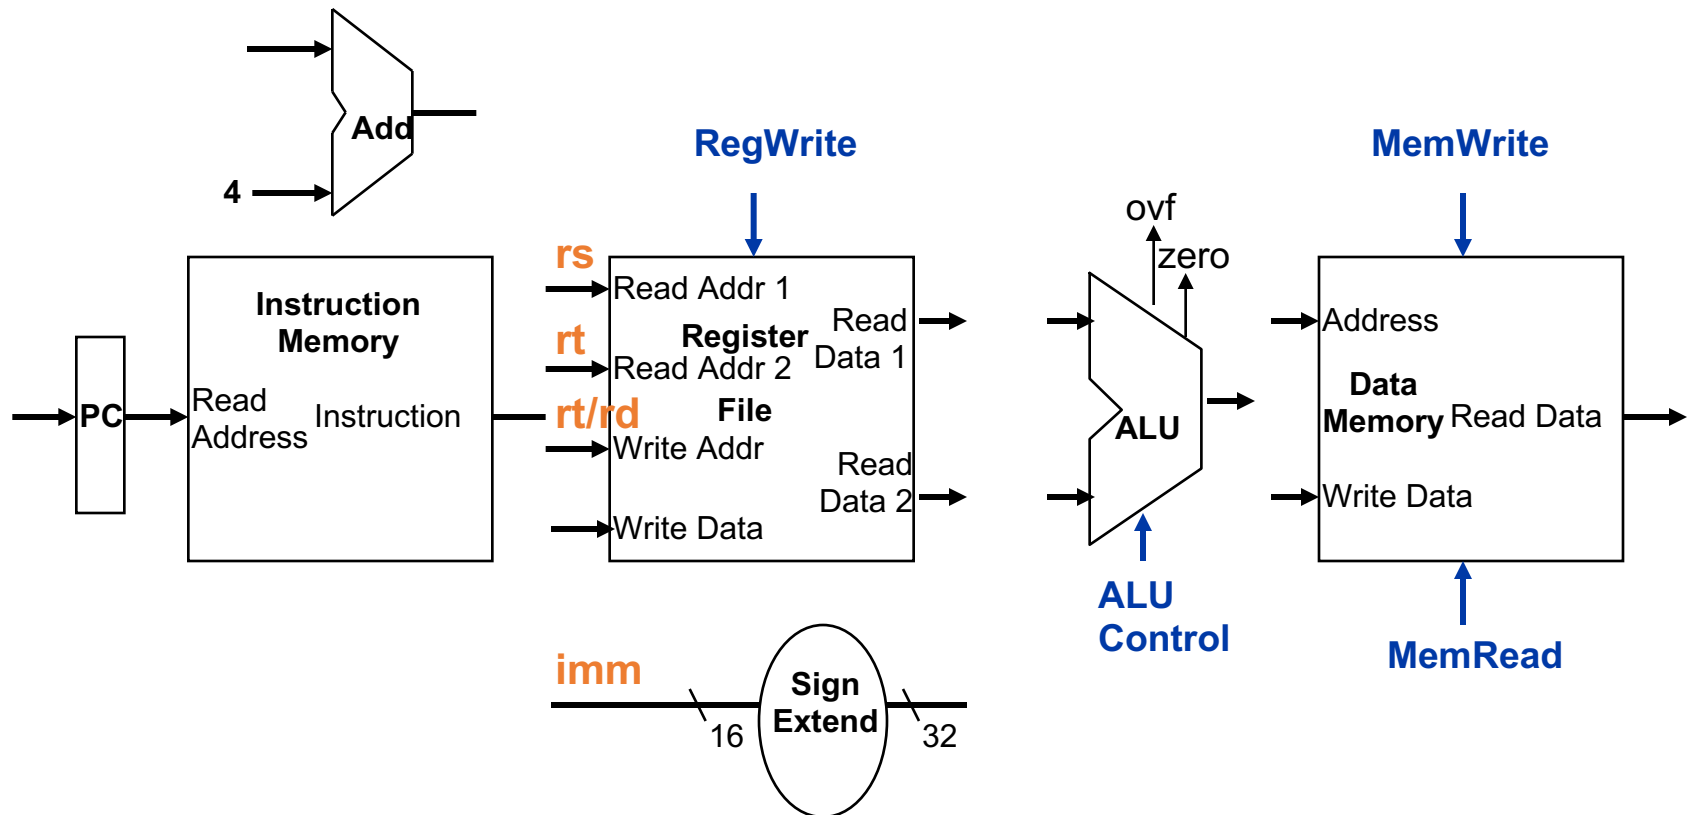 Add
4
RegWrite
MemWrite
ovf
zero
rs
rt
rt/rd
PC
Instruction
Memory
Read
Address
Instruction
Read Addr 1
Register
Read Addr 2
File
Write Addr
Write Data
Read
Data 1
Read
Data 2
ALU
ALU
Control
Address
Data
Memory
Read Data
Write Data
MemRead
imm
16
Sign
Extend
32